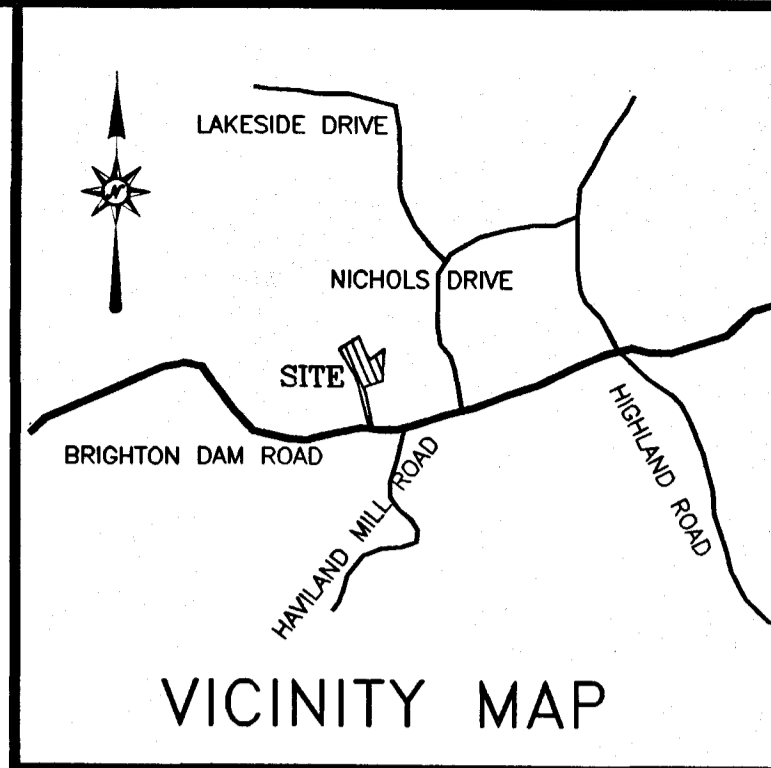 LAKESIDE DRIVE
N
NICHOLS DRIVE
SITE
BRIGHTON DAM ROAD
HIGHLAND ROAD
HAVILAND MILL ROAD
VICINITY MAP